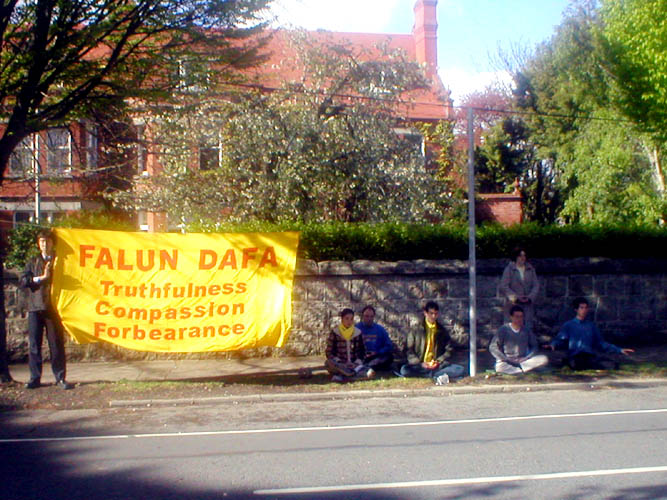 FALUN DAFA
Truthfulness
Compassion
Forbearance